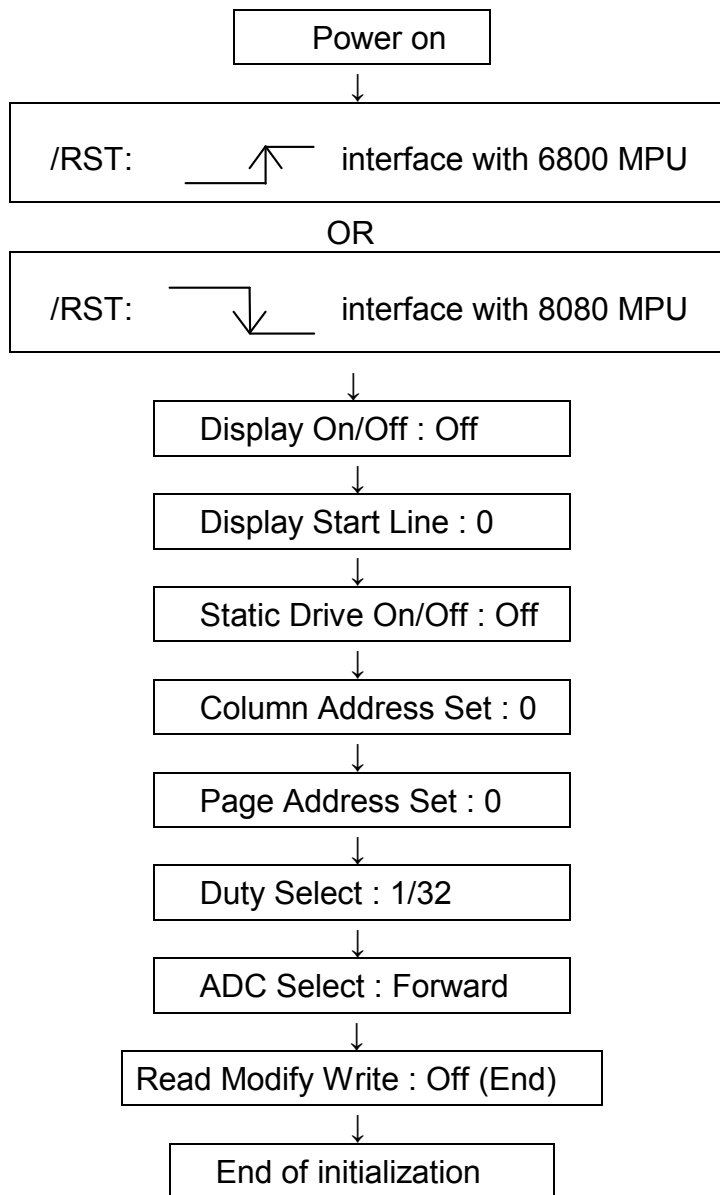 Power on
↓
/RST: interface with 6800 MPU
OR
/RST: interface with 8080 MPU
↓
Display On/Off : Off
↓
Display Start Line : 0
↓
Static Drive On/Off : Off
↓
Column Address Set : 0
↓
Page Address Set : 0
↓
Duty Select : 1/32
↓
ADC Select : Forward
↓
Read Modify Write : Off (End)
↓
End of initialization